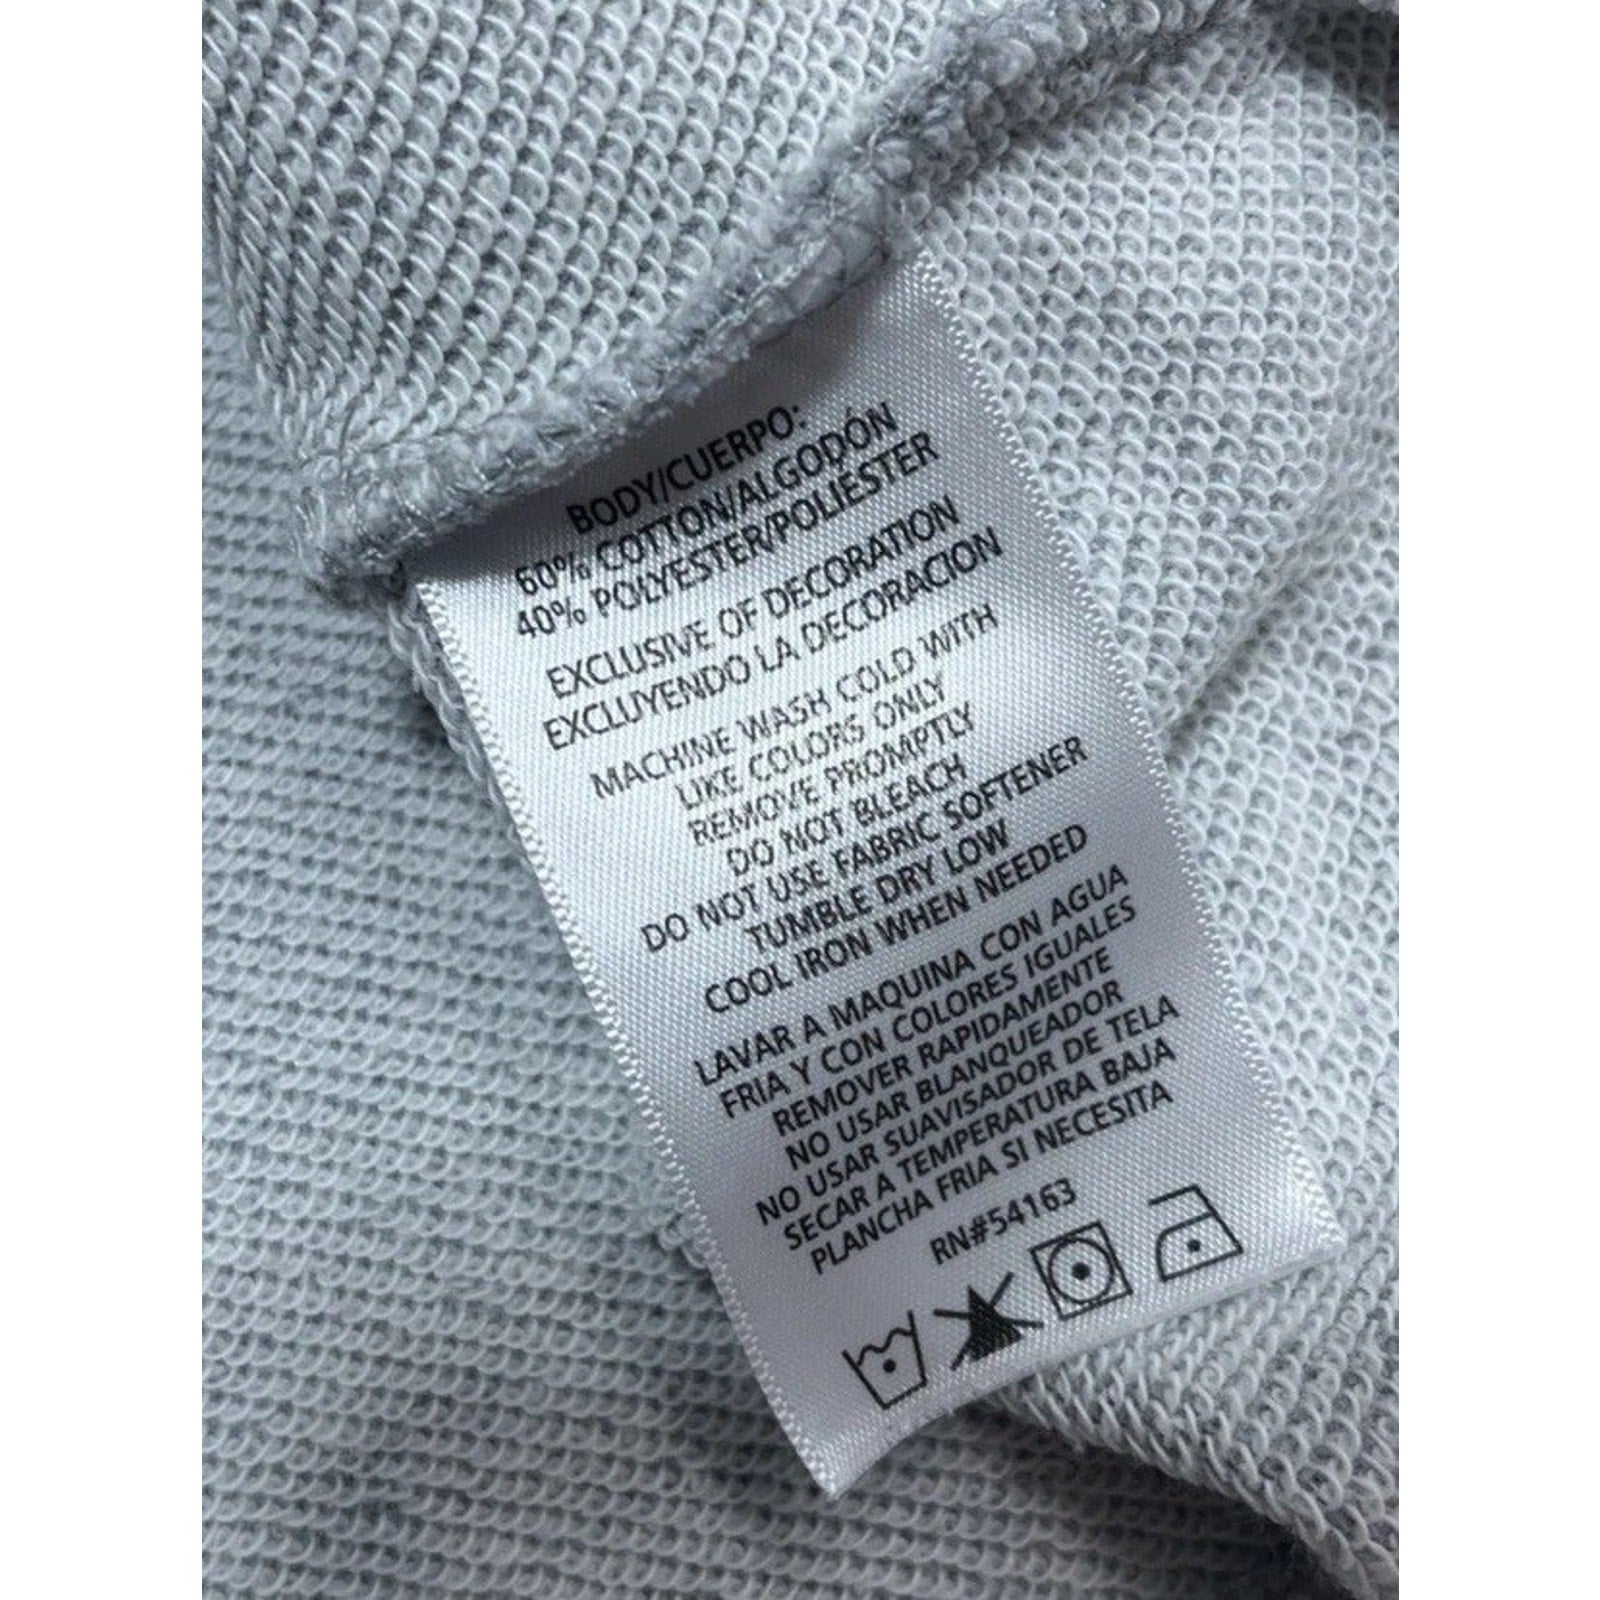 BODY/CUERPO:
60% COTTON/ALGODÓN
40% POLYESTER/POLIÉSTER
EXCLUSIVE OF DECORATION
EXCLUYENDO LA DECORACION
MACHINE WASH COLD WITH
LIKE COLORS ONLY
REMOVE PROMPTLY
DO NOT BLEACH
DO NOT USE FABRIC SOFTENER
TUMBLE DRY LOW
COOL IRON WHEN NEEDED
LAVAR A MAQUINA CON AGUA
FRIA Y CON COLORES IGUALES
REMOVER RAPIDAMENTE
NO USAR BLANQUEADOR
NO USAR SUAVISADOR DE TELA
SECAR A TEMPERATURA BAJA
PLANCHA FRIA SI NECESITA
RN#54163